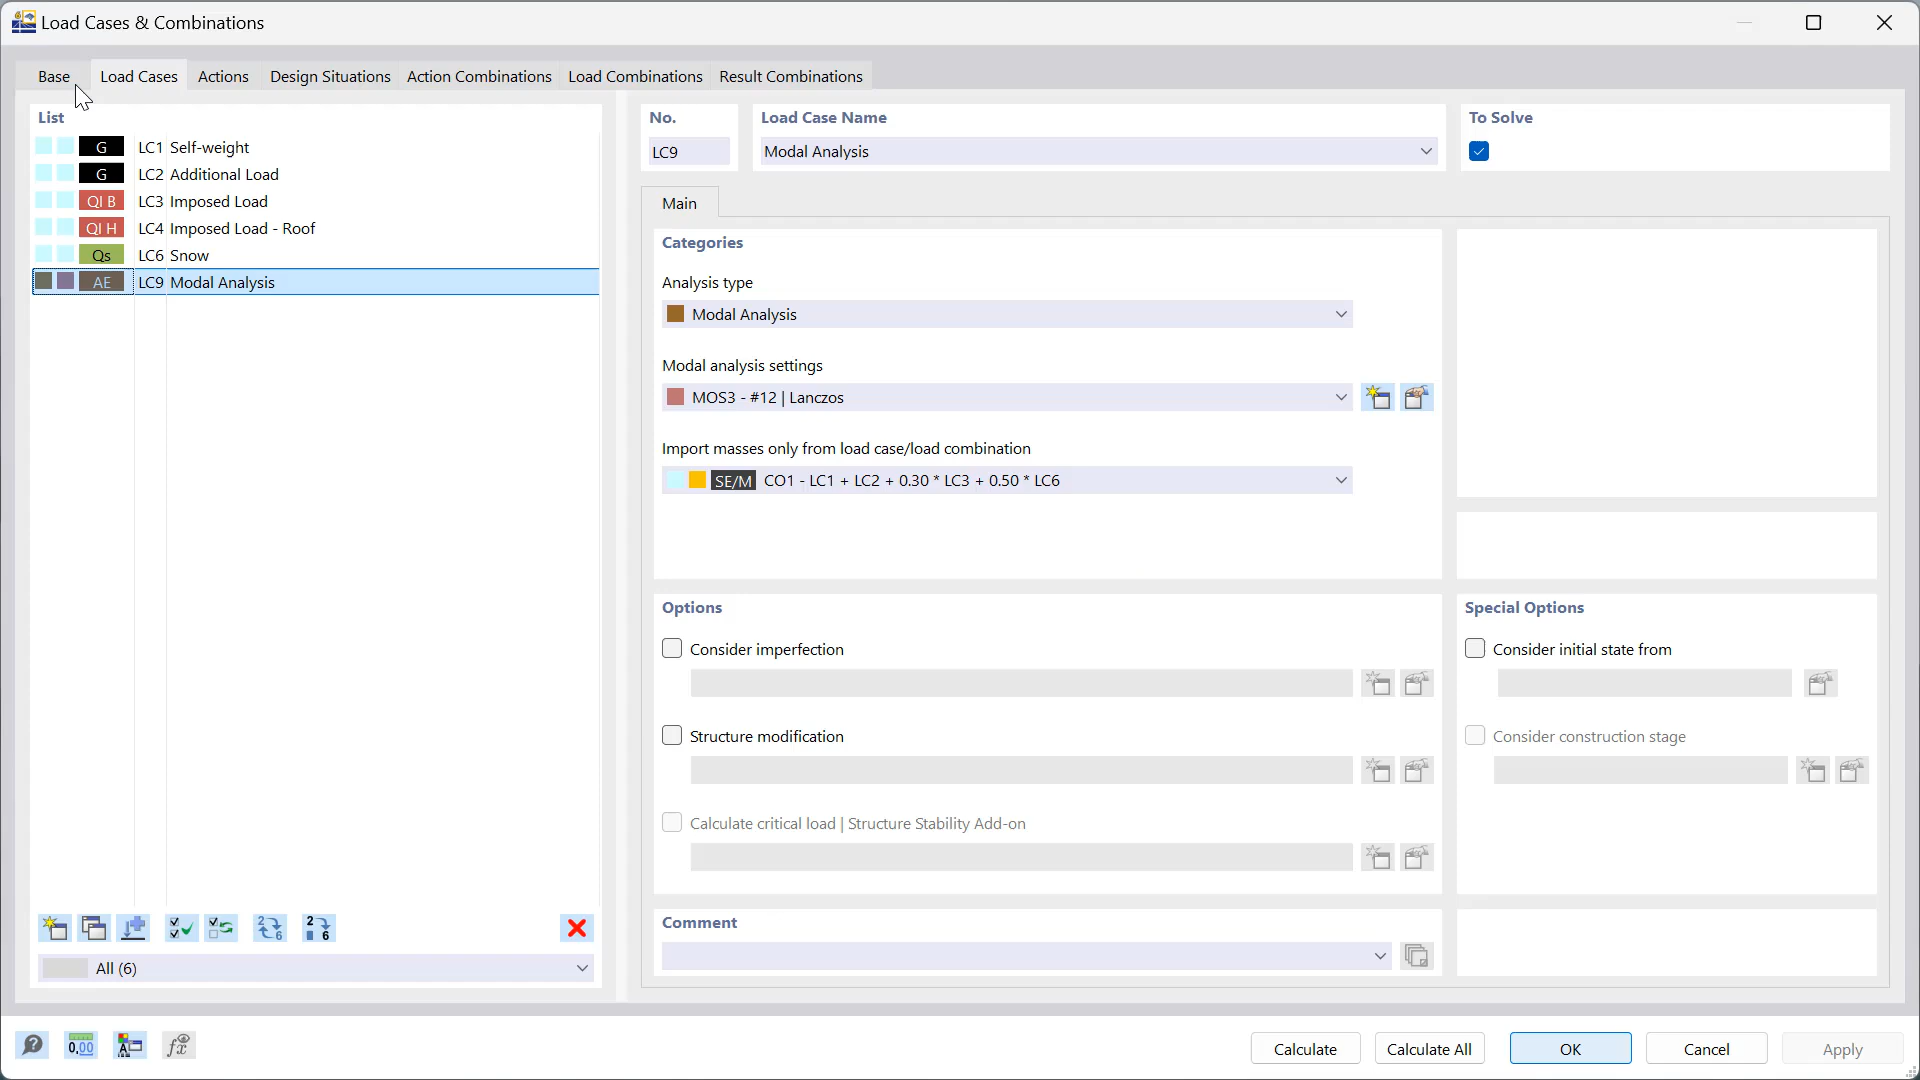 Load Cases & Combinations
Base Load Cases Actions Design Situations Action Combinations Load Combinations Result Combinations
List
G LC1 Self-weight
G LC2 Additional Load
QI B LC3 Imposed Load
QI H LC4 Imposed Load - Roof
Qs LC6 Snow
AE LC9 Modal Analysis
All (6)
No.
LC9
Load Case Name
Modal Analysis
To Solve
Main
Categories
Analysis type
Modal Analysis
Modal analysis settings
MOS3 - #12 | Lanczos
Import masses only from load case/load combination
SE/M CO1 - LC1 + LC2 + 0.30 * LC3 + 0.50 * LC6
Options
Consider imperfection
Structure modification
Calculate critical load | Structure Stability Add-on
Special Options
Consider initial state from
Consider construction stage
Comment
Calculate Calculate All OK Cancel Apply